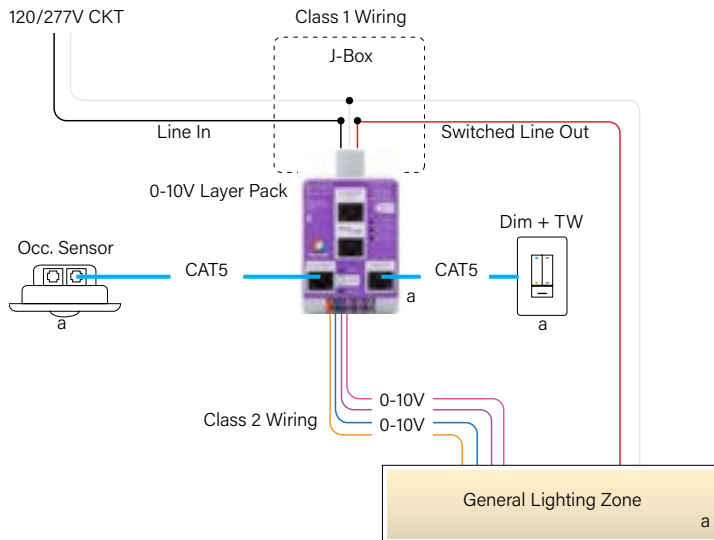 120/277V CKT
Class 1 Wiring
J-Box
Line In
Switched Line Out
0-10V Layer Pack
Dim + TW
Occ. Sensor
CAT5
CAT5
a
a
a
0-10V
Class 2 Wiring
0-10V
General Lighting Zone
a